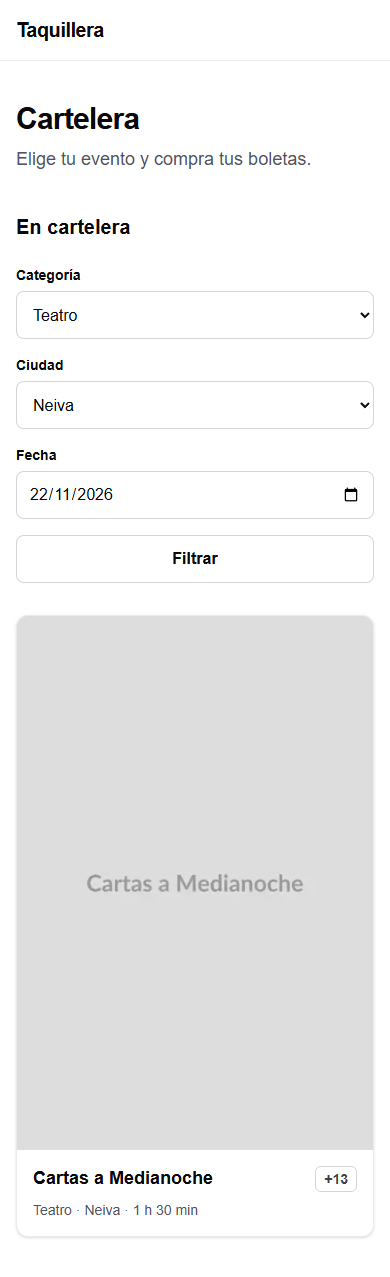 Taquillera
Cartelera
Elige tu evento y compra tus boletas.
En cartelera
Categoría
Teatro
Ciudad
Neiva
Fecha
22/11/2026
Filtrar
Cartas a Medianoche
Cartas a Medianoche +13
Teatro · Neiva · 1 h 30 min